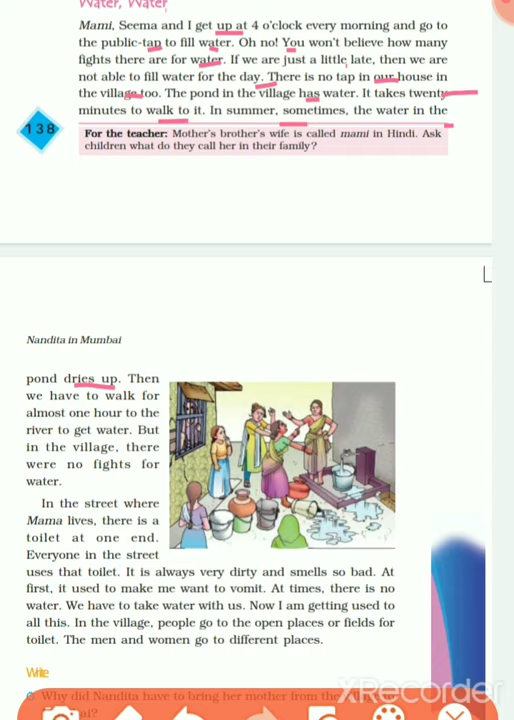 Water, Water
Mami, Seema and I get up at 4 o'clock every morning and go to
the public-tap to fill water. Oh no! You won't believe how many
fights there are for water. If we are just a little late, then we are
not able to fill water for the day. There is no tap in our house in
the village too. The pond in the village has water. It takes twenty
minutes to walk to it. In summer, sometimes, the water in the
138
For the teacher: Mother's brother's wife is called mami in Hindi. Ask
children what do they call her in their family?
Nandita in Mumbai
pond dries up. Then
we have to walk for
almost one hour to the
river to get water. But
in the village, there
were no fights for
water.
In the street where
Mama lives, there is a
toilet at one end.
Everyone in the street
uses that toilet. It is always very dirty and smells so bad. At
first, it used to make me want to vomit. At times, there is no
water. We have to take water with us. Now I am getting used to
all this. In the village, people go to the open places or fields for
toilet. The men and women go to different places.
Write
Why did Nandita have to bring her mother from the
XRecorder